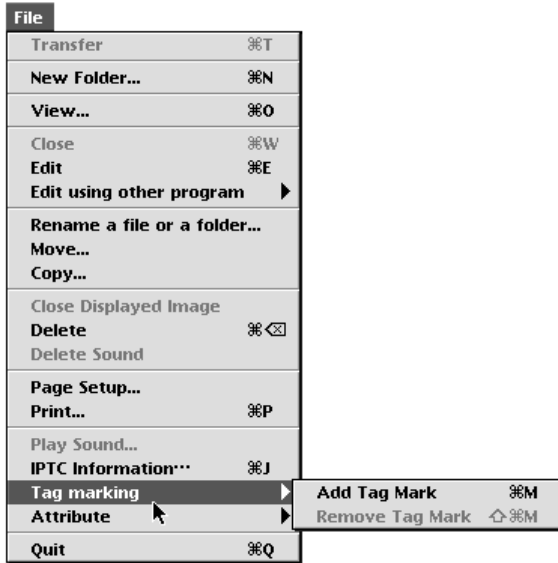 File
Transfer ⌘T
New Folder... ⌘N
View... ⌘O
Close ⌘W
Edit ⌘E
Edit using other program
Rename a file or a folder...
Move...
Copy...
Close Displayed Image
Delete ⌘⌫
Delete Sound
Page Setup...
Print... ⌘P
Play Sound...
IPTC Information··· ⌘J
Tag marking
Add Tag Mark ⌘M
Attribute
Remove Tag Mark ⇧⌘M
Quit ⌘Q